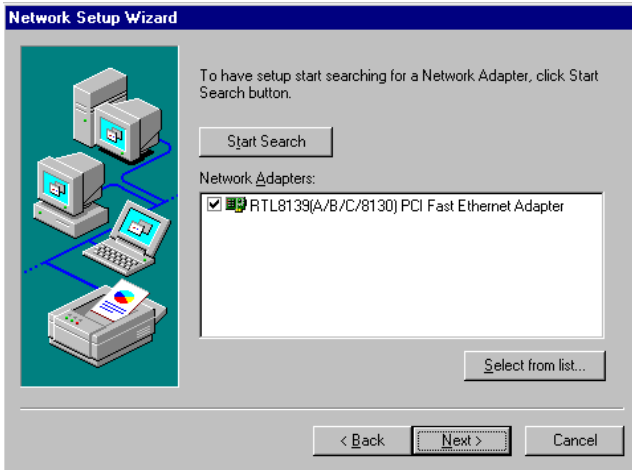 Network Setup Wizard
To have setup start searching for a Network Adapter, click Start
Search button.
Start Search
Network Adapters:
RTL8139(A/B/C/8130) PCI Fast Ethernet Adapter
Select from list...
< Back
Next >
Cancel